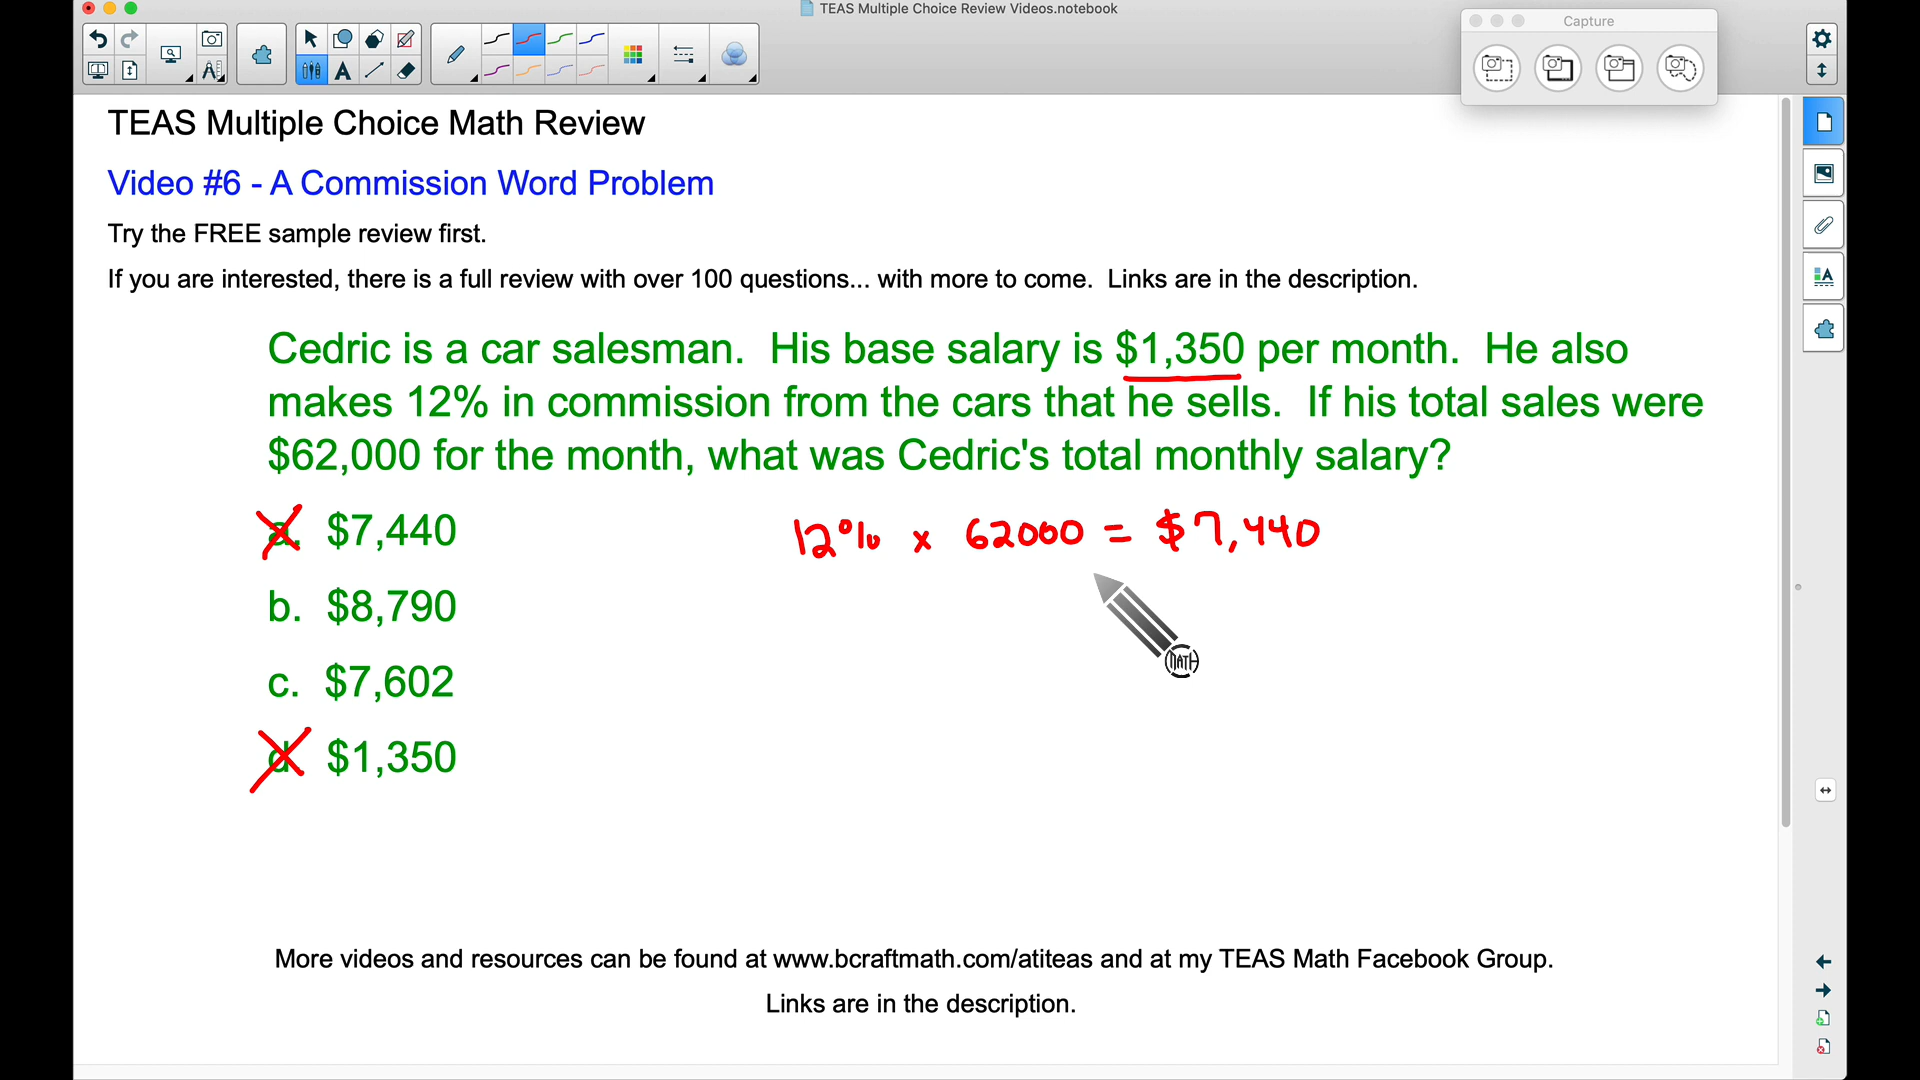 TEAS Multiple Choice Review Videos.notebook
Capture
TEAS Multiple Choice Math Review
Video #6 - A Commission Word Problem
Try the FREE sample review first.
If you are interested, there is a full review with over 100 questions... with more to come.  Links are in the description.
Cedric is a car salesman.  His base salary is $1,350 per month.  He also
makes 12% in commission from the cars that he sells.  If his total sales were
$62,000 for the month, what was Cedric's total monthly salary?
a. $7,440
12% x 62000 = $7,440
b. $8,790
MATH
c. $7,602
d. $1,350
More videos and resources can be found at www.bcraftmath.com/atiteas and at my TEAS Math Facebook Group.
Links are in the description.